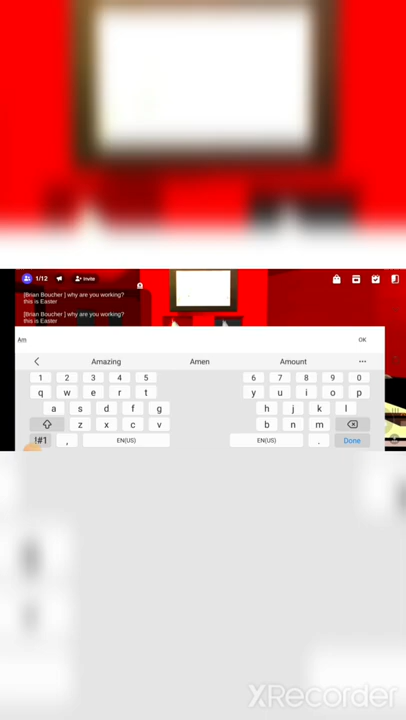 1/12
Invite
[Brian Boucher ] why are you working?
this is Easter
[Brian Boucher ] why are you working?
this is Easter
Am
OK
Amazing Amen Amount
1 2 3 4 5 6 7 8 9 0
q w e r t y u i o p
a s d f g h j k l
z x c v b n m
!#1 , EN(US) EN(US) . Done
XRecorder